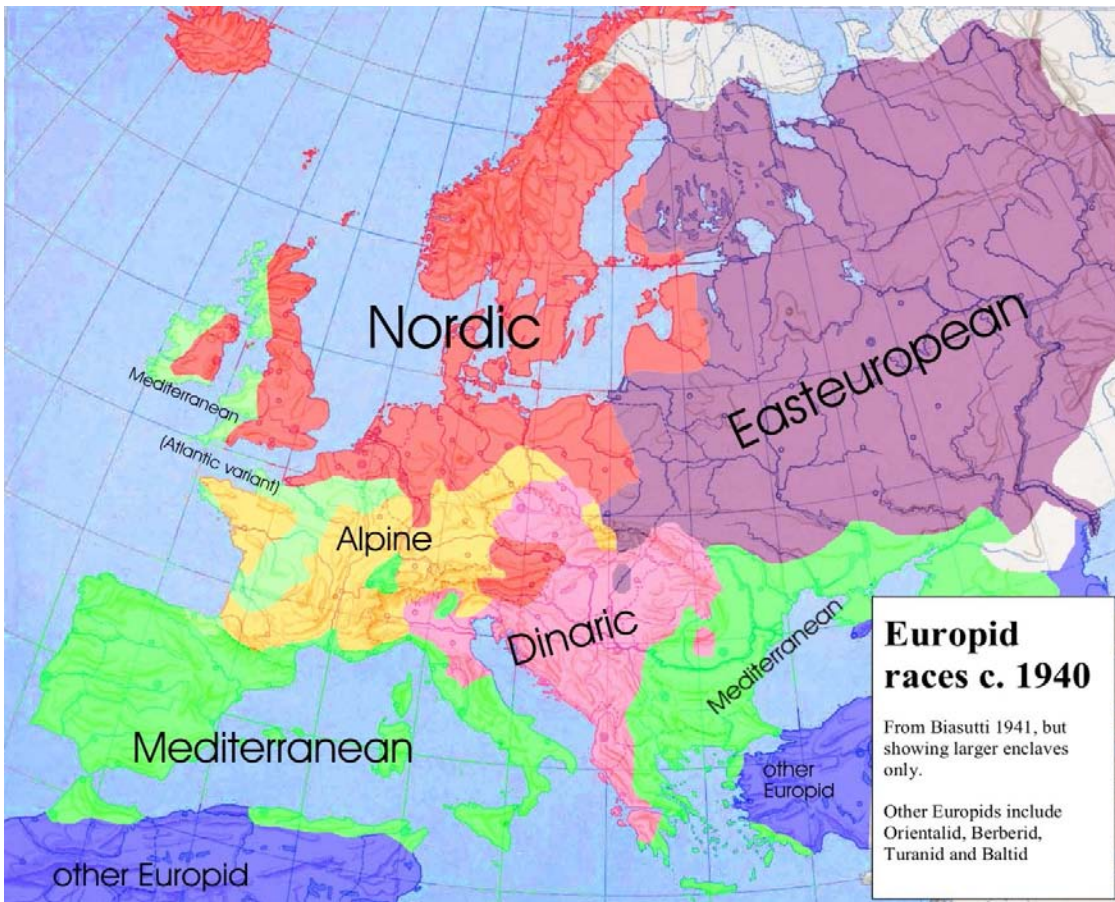 Nordic
Easteuropean
Mediterranean
(Atlantic variant)
Alpine
Dinaric
Mediterranean
Mediterranean
other
Europid
other Europid
Europid
races c. 1940
From Biasutti 1941, but
showing larger enclaves
only.
Other Europids include
Orientalid, Berberid,
Turanid and Baltid